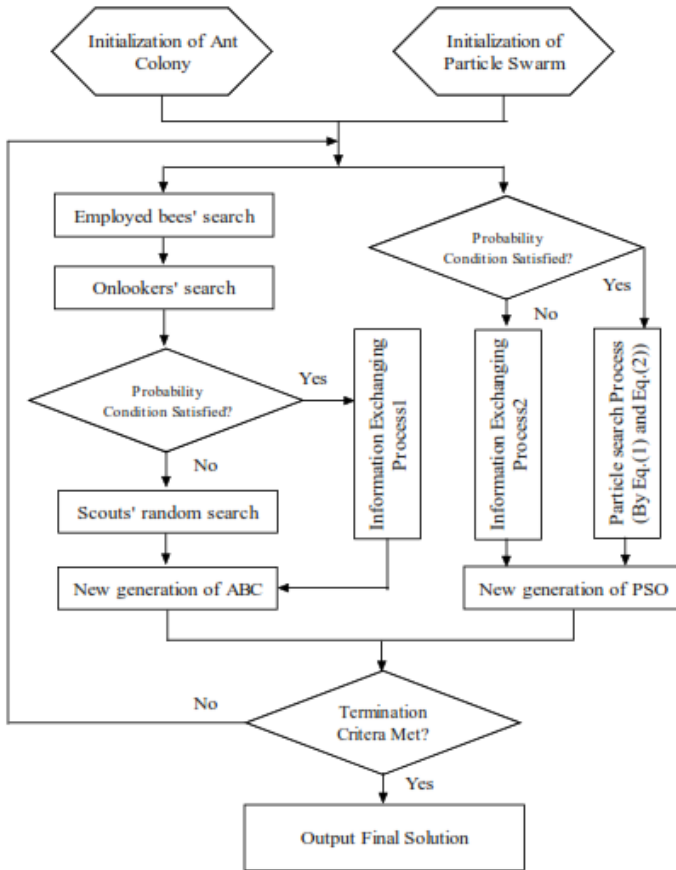 Initialization of Ant
Colony
Initialization of
Particle Swarm
Employed bees' search
Onlookers' search
Probability
Condition Satisfied?
Yes
No
Scouts' random search
New generation of ABC
Information Exchanging
Process1
Probability
Condition Satisfied?
Yes
No
Information Exchanging
Process2
Particle search Process
(By Eq.(1) and Eq.(2))
New generation of PSO
No
Termination
Critera Met?
Yes
Output Final Solution